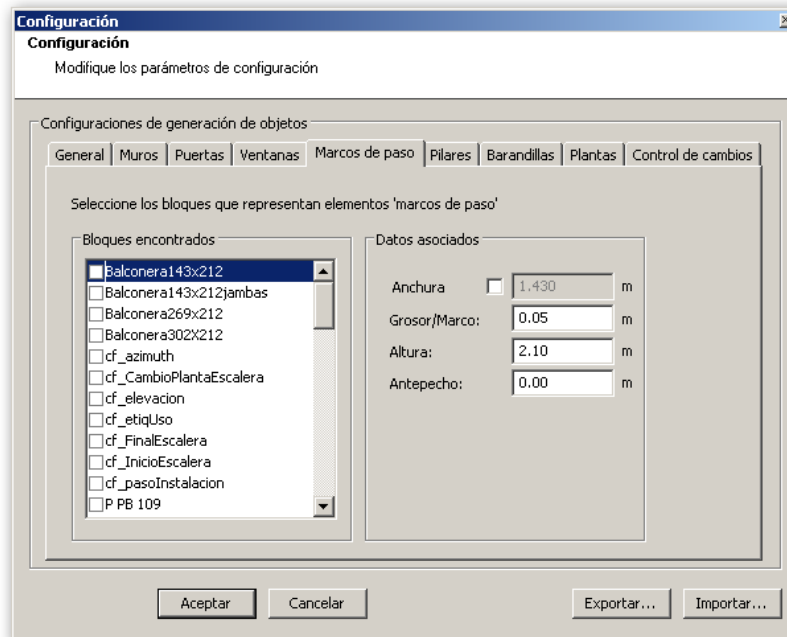 Configuración
Configuración
Modifique los parámetros de configuración
Configuraciones de generación de objetos
General Muros Puertas Ventanas Marcos de paso Pilares Barandillas Plantas Control de cambios
Seleccione los bloques que representan elementos 'marcos de paso'
Bloques encontrados
Balconera143x212
Balconera143x212jambas
Balconera269x212
Balconera302X212
cf_azimuth
cf_CambioPlantaEscalera
cf_elevacion
cf_etiqUso
cf_FinalEscalera
cf_InicioEscalera
cf_pasoInstalacion
P PB 109
Datos asociados
Anchura 1.430 m
Grosor/Marco: 0.05 m
Altura: 2.10 m
Antepecho: 0.00 m
Aceptar Cancelar Exportar... Importar...